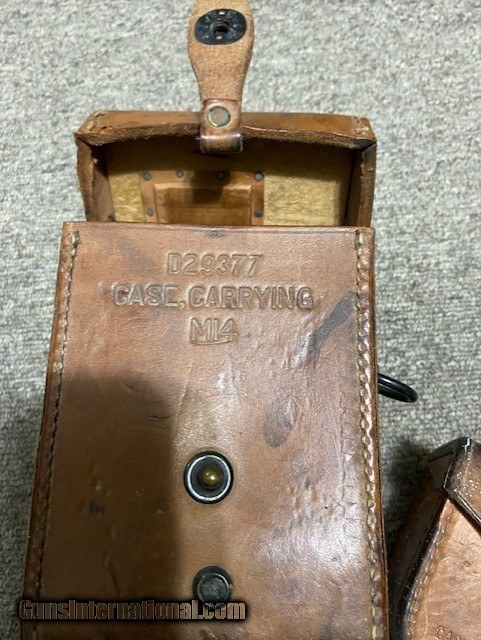 D29377
CASE, CARRYING
M14
GunsInternational.com